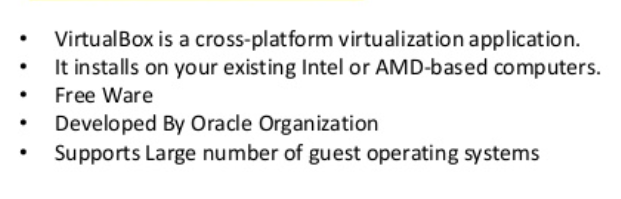 • VirtualBox is a cross-platform virtualization application.
• It installs on your existing Intel or AMD-based computers.
• Free Ware
• Developed By Oracle Organization
• Supports Large number of guest operating systems